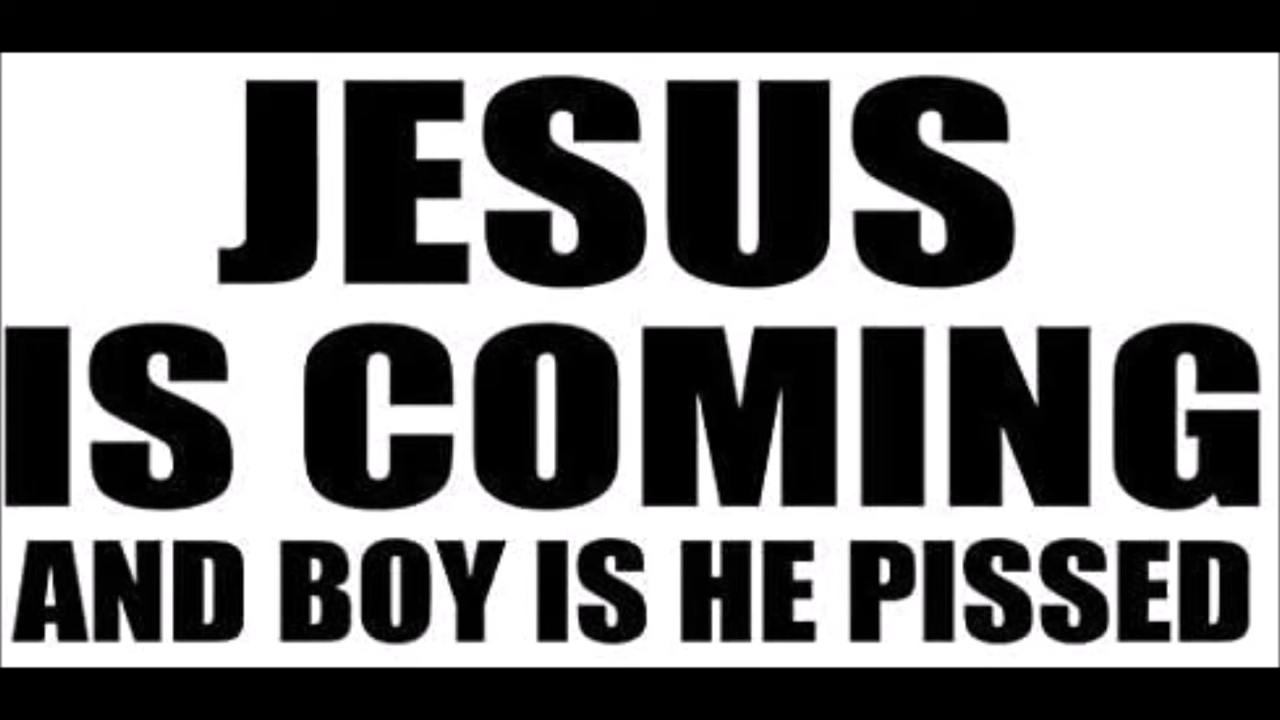 JESUS
IS COMING
AND BOY IS HE PISSED